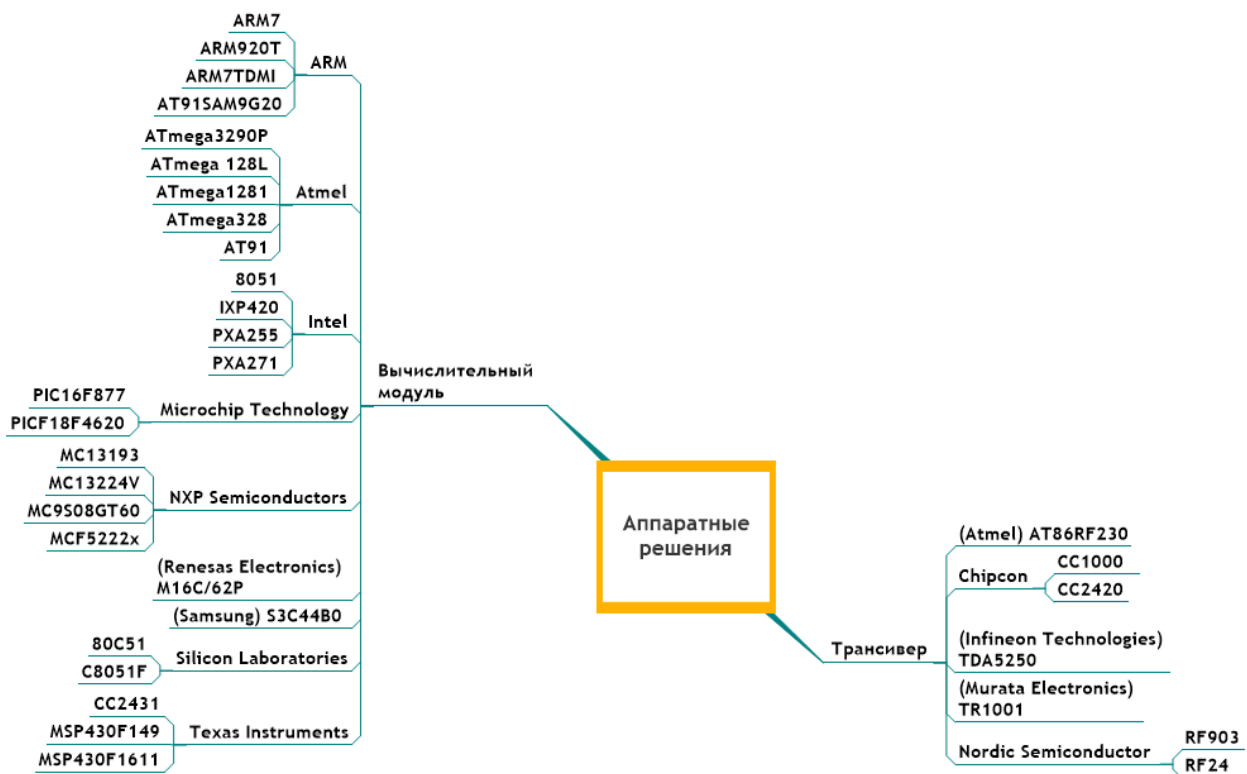 ARM7
ARM920T
ARM7TDMI
AT91SAM9G20
ARM
ATmega3290P
ATmega 128L
ATmega1281
ATmega328
AT91
Atmel
8051
IXP420
PXA255
PXA271
Intel
PIC16F877
PICF18F4620
Microchip Technology
MC13193
MC13224V
MC9S08GT60
MCF5222x
NXP Semiconductors
(Renesas Electronics)
M16C/62P
(Samsung) S3C44B0
80C51
C8051F
Silicon Laboratories
CC2431
MSP430F149
MSP430F1611
Texas Instruments
Вычислительный
модуль
Аппаратные
решения
Трансивер
(Atmel) AT86RF230
Chipcon
CC1000
CC2420
(Infineon Technologies)
TDA5250
(Murata Electronics)
TR1001
Nordic Semiconductor
RF903
RF24